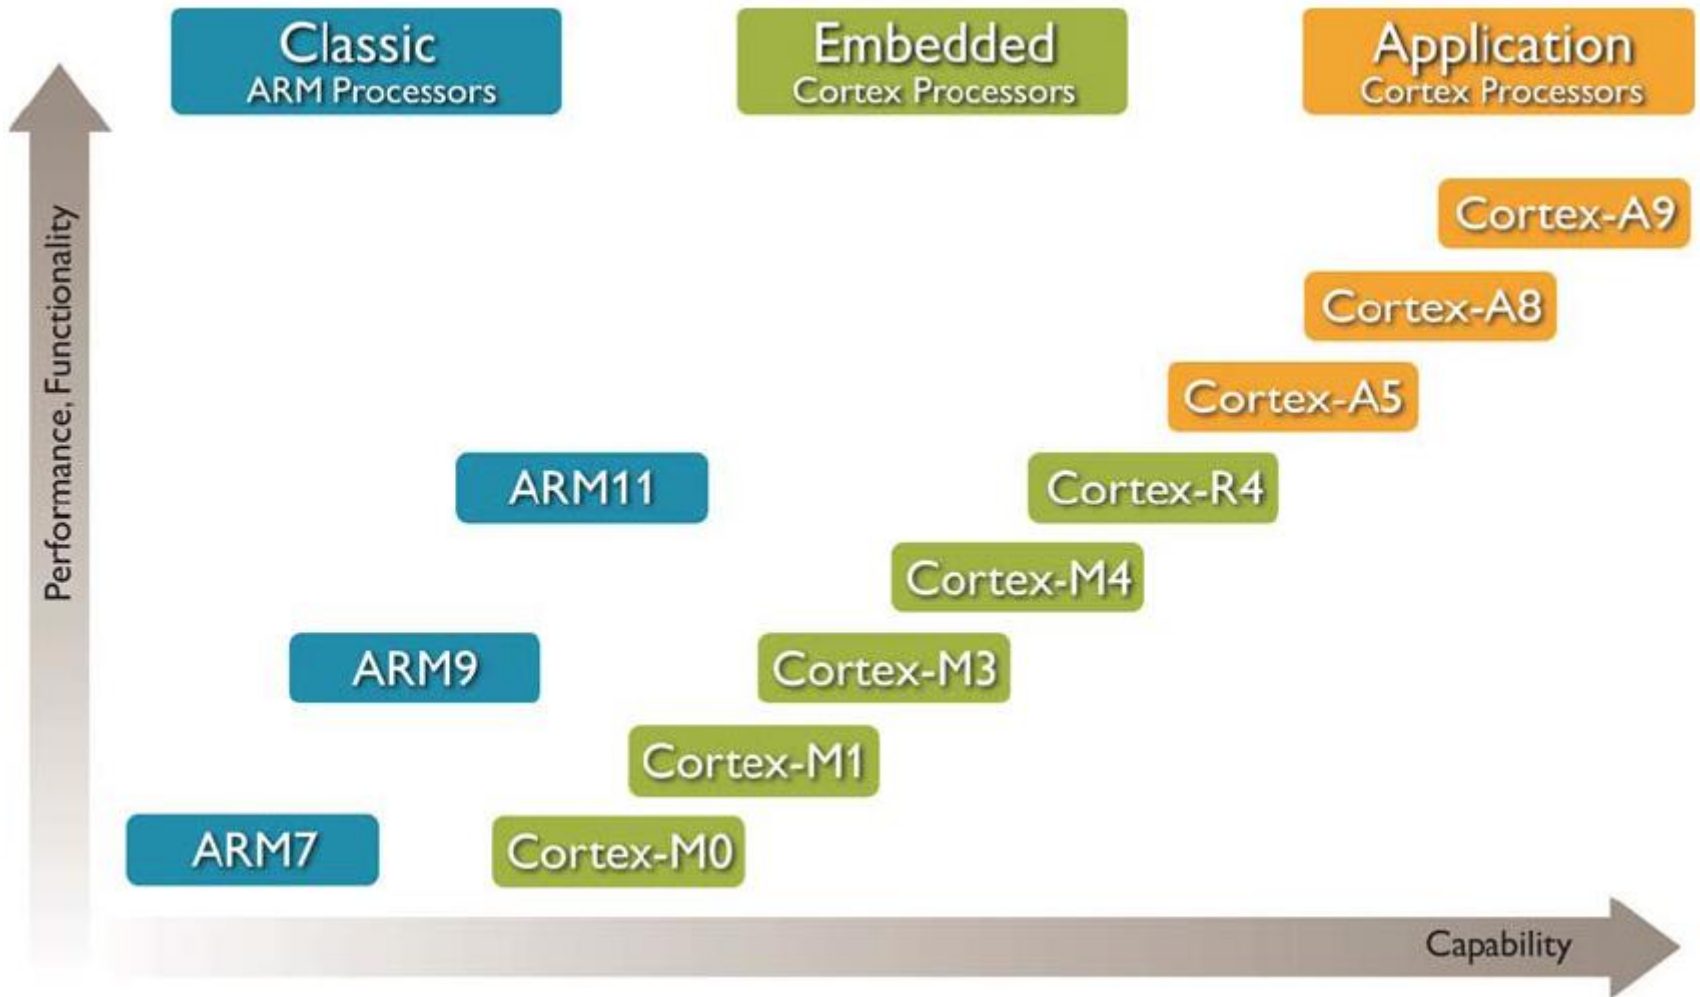 Classic
ARM Processors
Embedded
Cortex Processors
Application
Cortex Processors
Performance, Functionality
Cortex-A9
Cortex-A8
Cortex-A5
ARM11
Cortex-R4
Cortex-M4
ARM9
Cortex-M3
Cortex-M1
ARM7
Cortex-M0
Capability